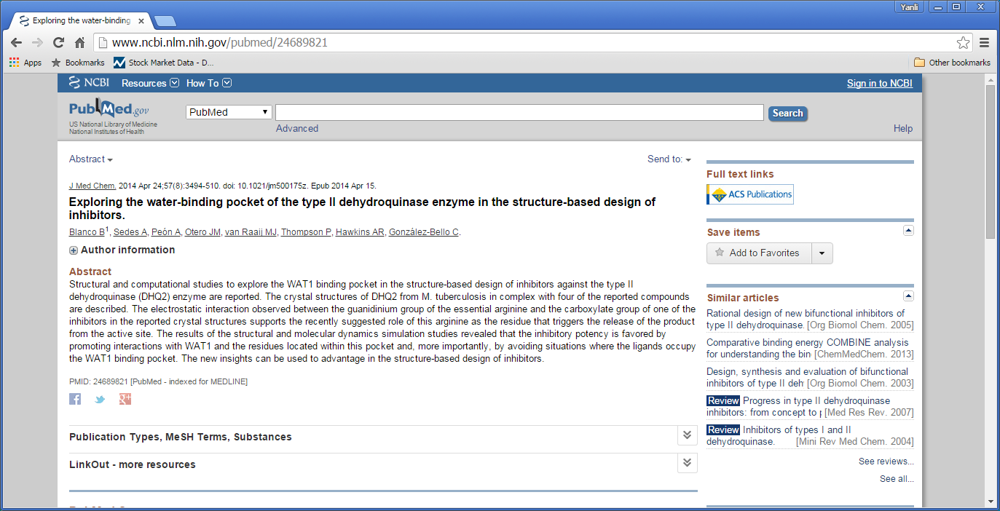 Yanli
Exploring the water-binding
www.ncbi.nlm.nih.gov/pubmed/24689821
Apps Bookmarks Stock Market Data - D... Other bookmarks
NCBI Resources How To Sign in to NCBI
PubMed.gov
US National Library of Medicine
National Institutes of Health
PubMed Search
Advanced Help
Abstract Send to:
J Med Chem. 2014 Apr 24;57(8):3494-510. doi: 10.1021/jm500175z. Epub 2014 Apr 15.
Exploring the water-binding pocket of the type II dehydroquinase enzyme in the structure-based design of
inhibitors.
Blanco B1, Sedes A, Peón A, Otero JM, van Raaij MJ, Thompson P, Hawkins AR, González-Bello C.
Author information
Abstract
Structural and computational studies to explore the WAT1 binding pocket in the structure-based design of inhibitors against the type II
dehydroquinase (DHQ2) enzyme are reported. The crystal structures of DHQ2 from M. tuberculosis in complex with four of the reported compounds
are described. The electrostatic interaction observed between the guanidinium group of the essential arginine and the carboxylate group of one of the
inhibitors in the reported crystal structures supports the recently suggested role of this arginine as the residue that triggers the release of the product
from the active site. The results of the structural and molecular dynamics simulation studies revealed that the inhibitory potency is favored by
promoting interactions with WAT1 and the residues located within this pocket and, more importantly, by avoiding situations where the ligands occupy
the WAT1 binding pocket. The new insights can be used to advantage in the structure-based design of inhibitors.
PMID: 24689821 [PubMed - indexed for MEDLINE]
Publication Types, MeSH Terms, Substances
LinkOut - more resources
Full text links
ACS Publications
Save items
Add to Favorites
Similar articles
Rational design of new bifunctional inhibitors of
type II dehydroquinase. [Org Biomol Chem. 2005]
Comparative binding energy COMBINE analysis
for understanding the bin [ChemMedChem. 2013]
Design, synthesis and evaluation of bifunctional
inhibitors of type II deh [Org Biomol Chem. 2003]
Review Progress in type II dehydroquinase
inhibitors: from concept to p [Med Res Rev. 2007]
Review Inhibitors of types I and II
dehydroquinase. [Mini Rev Med Chem. 2004]
See reviews...
See all...